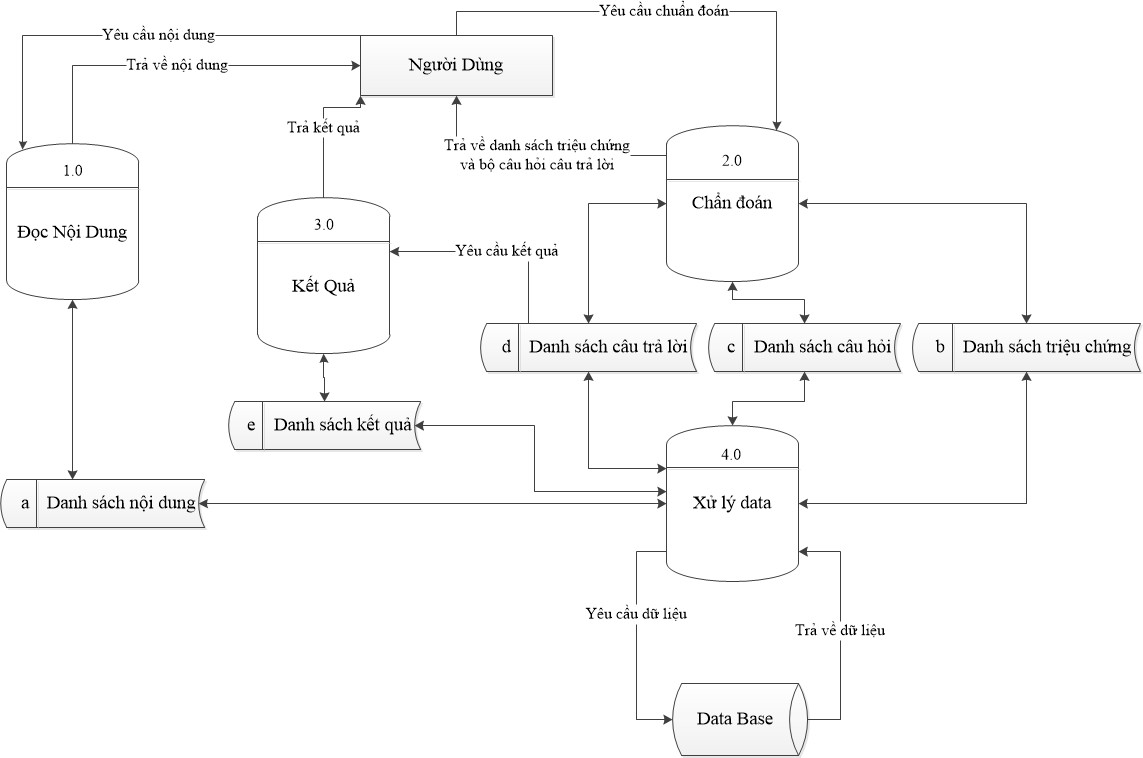 Yêu cầu chuẩn đoán
Yêu cầu nội dung
Người Dùng
Trả về nội dung
Trả kết quả
Trả về danh sách triệu chứng
và bộ câu hỏi câu trả lời
1.0
Đọc Nội Dung
2.0
Chẩn đoán
3.0
Kết Quả
Yêu cầu kết quả
d
Danh sách câu trả lời
c
Danh sách câu hỏi
b
Danh sách triệu chứng
e
Danh sách kết quả
4.0
Xử lý data
a
Danh sách nội dung
Yêu cầu dữ liệu
Trả về dữ liệu
Data Base